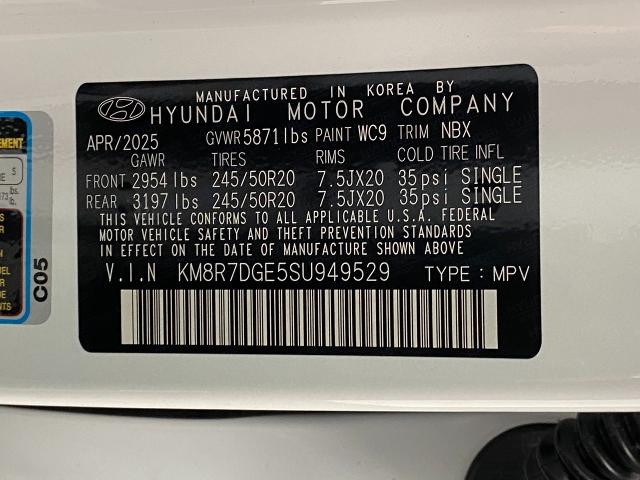 MANUFACTURED IN KOREA BY
HYUNDAI MOTOR COMPANY
APR/2025 GVWR 5871lbs PAINT WC9 TRIM NBX
GAWR TIRES RIMS COLD TIRE INFL
FRONT 2954 lbs 245/50R20 7.5JX20 35psi SINGLE
REAR 3197 lbs 245/50R20 7.5JX20 35psi SINGLE
THIS VEHICLE CONFORMS TO ALL APPLICABLE U.S.A. FEDERAL
MOTOR VEHICLE SAFETY AND THEFT PREVENTION STANDARDS
IN EFFECT ON THE DATE OF MANUFACTURE SHOWN ABOVE.
V.I.N KM8R7DGE5SU949529 TYPE : MPV
C05